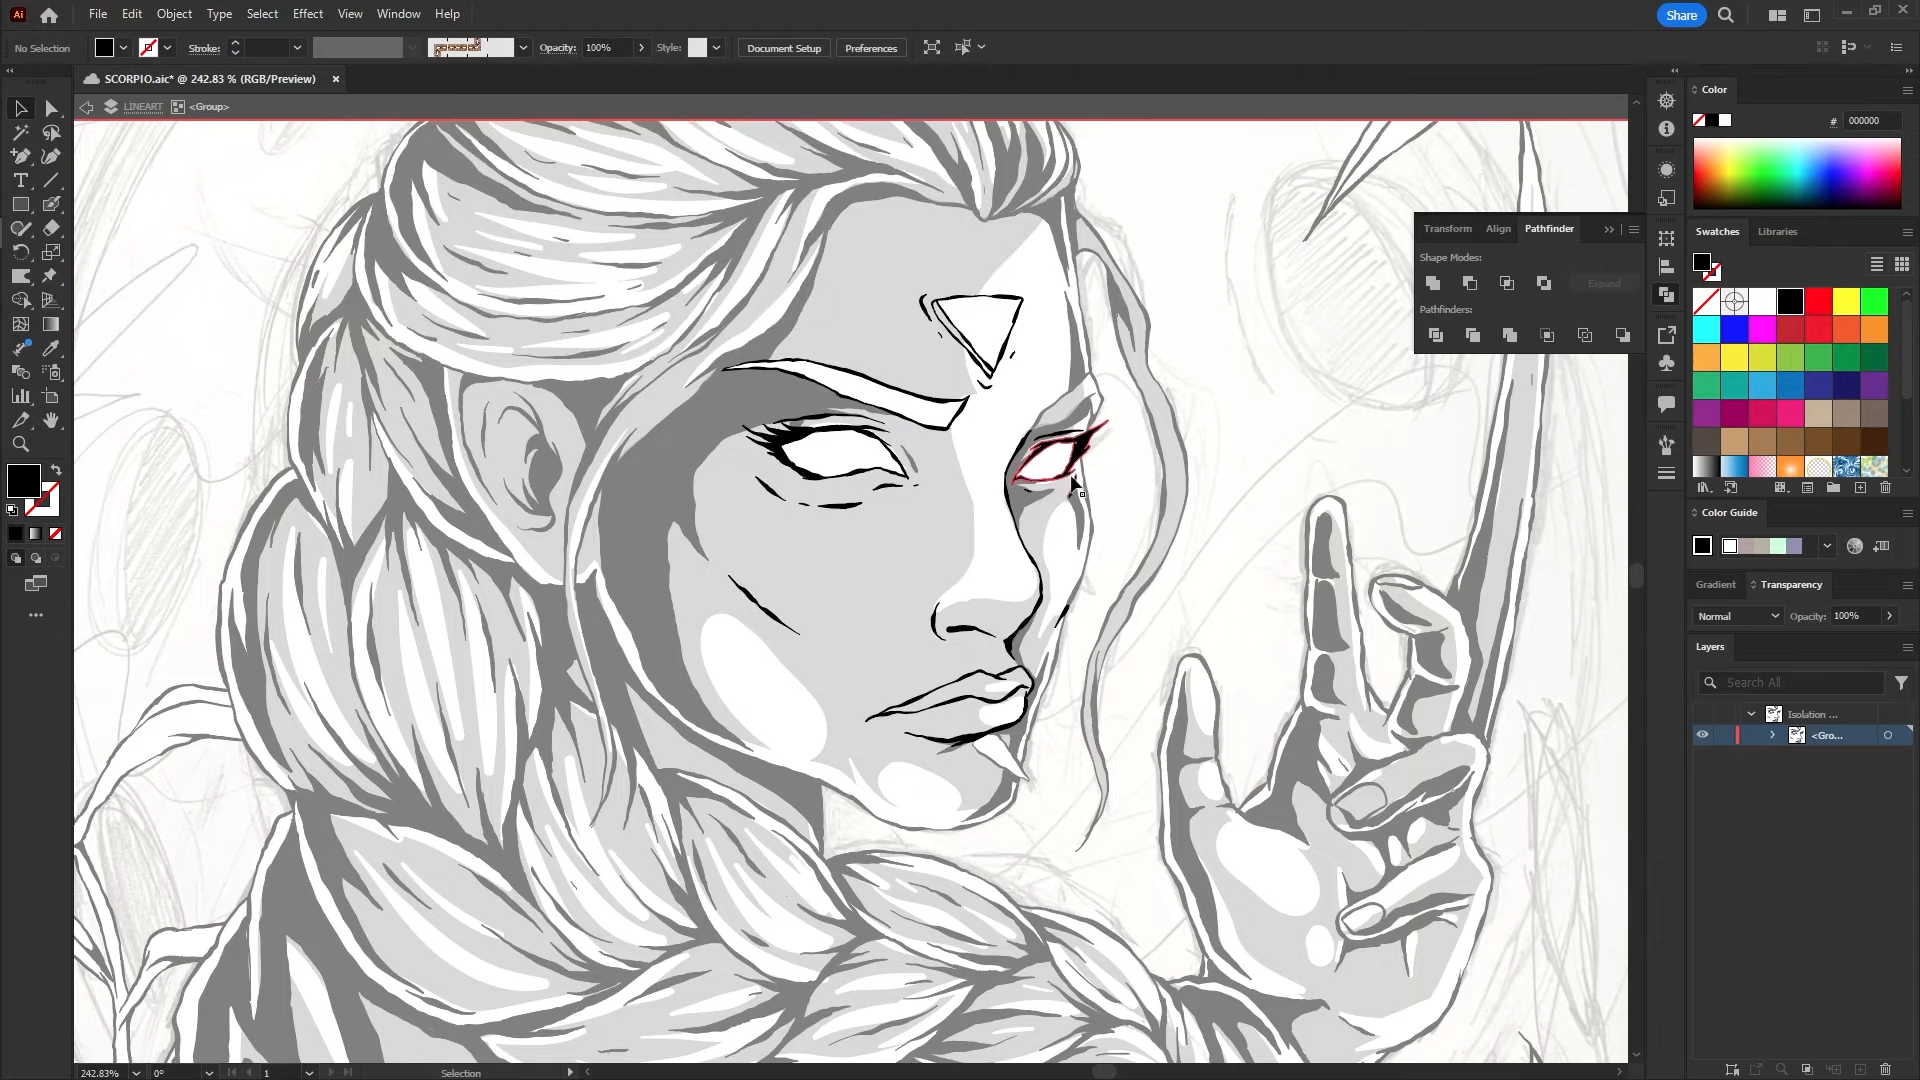 Ai File Edit Object Type Select Effect View Window Help Share
No Selection Stroke: Opacity: 100% Style: Document Setup Preferences
SCORPIO.aic* @ 242.83 % (RGB/Preview) ×
LINEART <Group>
Color
# 000000
Transform Align Pathfinder
Shape Modes:
Expand
Pathfinders:
Swatches Libraries
Color Guide
Gradient Transparency
Normal Opacity: 100%
Layers
Search All
Isolation ...
<Gro...
242.83% 0° 1 Selection